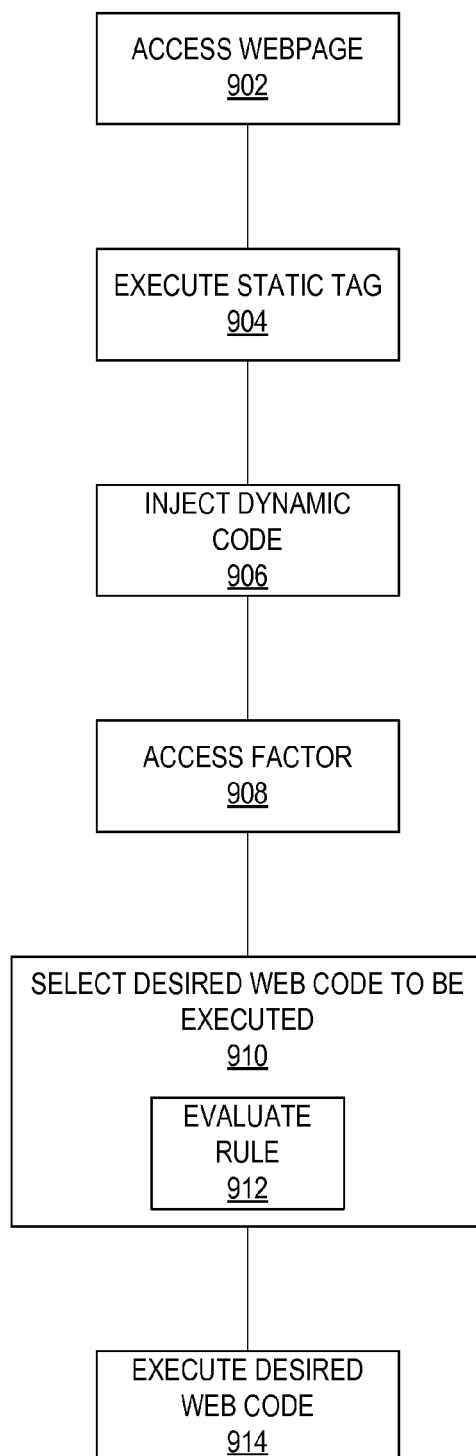 ACCESS WEBPAGE
902
EXECUTE STATIC TAG
904
INJECT DYNAMIC
CODE
906
ACCESS FACTOR
908
SELECT DESIRED WEB CODE TO BE
EXECUTED
910
EVALUATE
RULE
912
EXECUTE DESIRED
WEB CODE
914